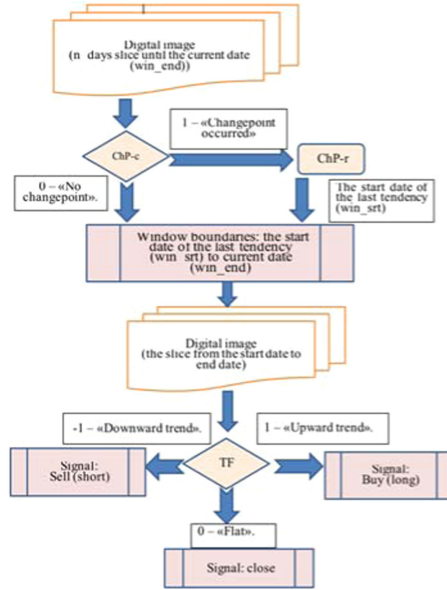 Digital image
(n days slice until the current date
(win_end))
1 – «Changepoint
occurred»
ChP-c
ChP-r
0 – «No
changepoint».
The start date of
the last tendency
(win_srt)
Window boundaries: the start
date of the last tendency
(win srt) to current date
(win_end)
Digital image
(the slice from the start date to
end date)
-1 – «Downward trend».
1 – «Upward trend».
TF
Signal:
Sell (short)
Signal:
Buy (long)
0 – «Flat».
Signal: close